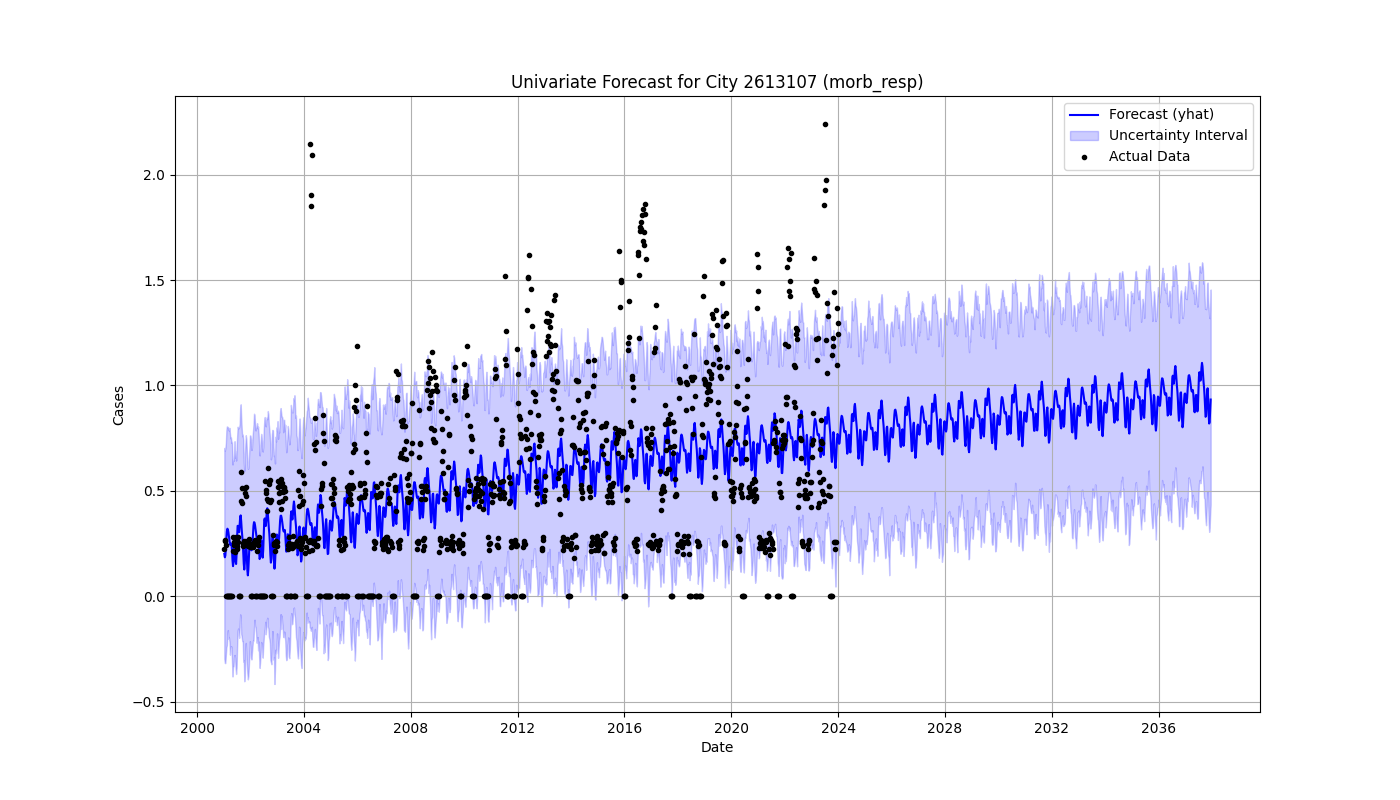 Univariate Forecast for City 2613107 (morb_resp)
Forecast (yhat)
Uncertainty Interval
Actual Data
Cases
2.0
1.5
1.0
0.5
0.0
−0.5
2000 2004 2008 2012 2016 2020 2024 2028 2032 2036
Date